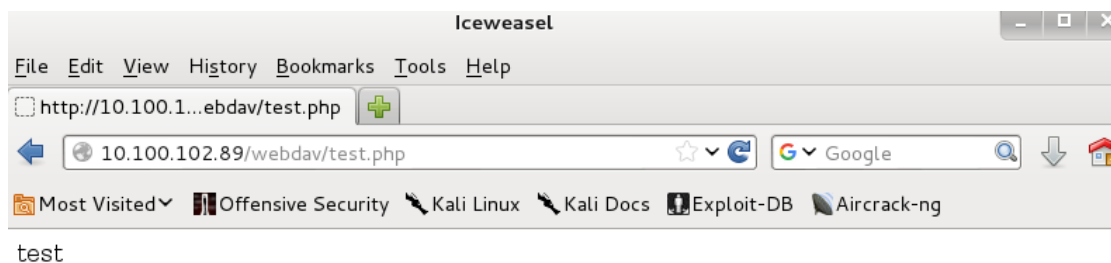 Iceweasel
File Edit View History Bookmarks Tools Help
http://10.100.1...ebdav/test.php
10.100.102.89/webdav/test.php Google
Most Visited Offensive Security Kali Linux Kali Docs Exploit-DB Aircrack-ng
test